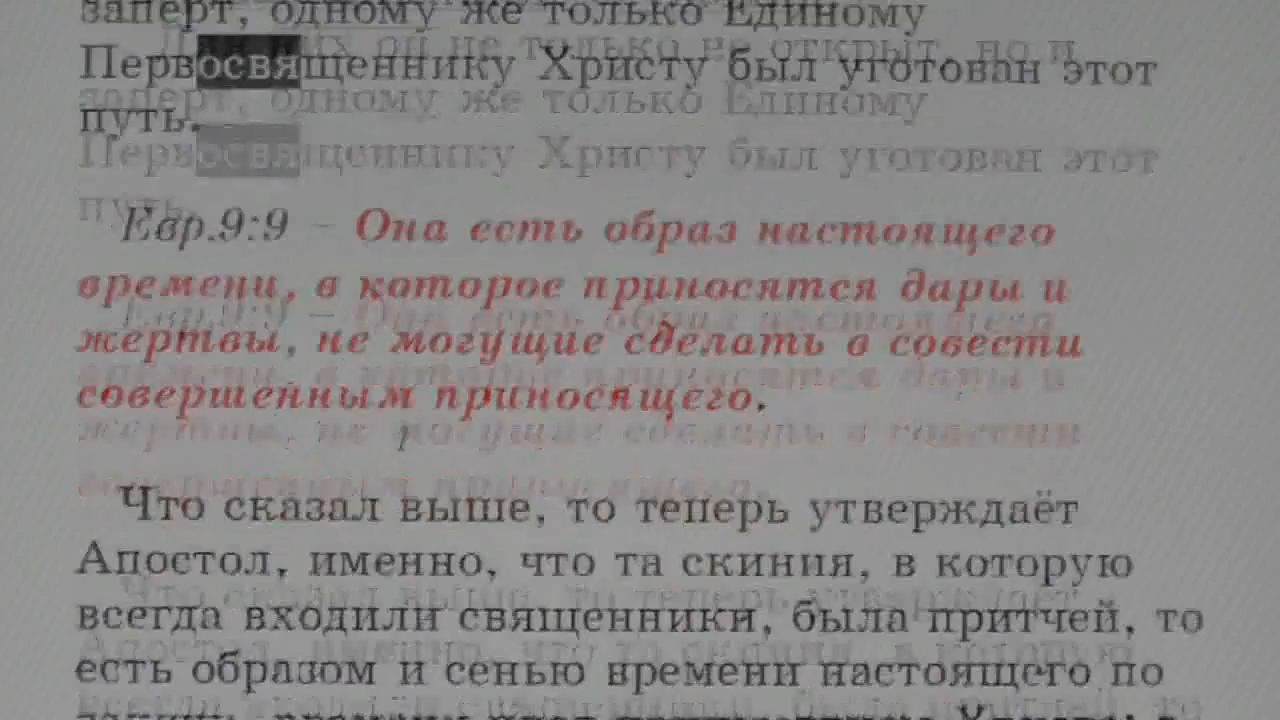 заперт, одному же только Единому
Первосвященнику Христу был уготован этот
путь.
Евр.9:9 – Она есть образ настоящего
времени, в которое приносятся дары и
жертвы, не могущие сделать в совести
совершенным приносящего.
Что сказал выше, то теперь утверждает
Апостол, именно, что та скиния, в которую
всегда входили священники, была притчей, то
есть образом и сенью времени настоящего по